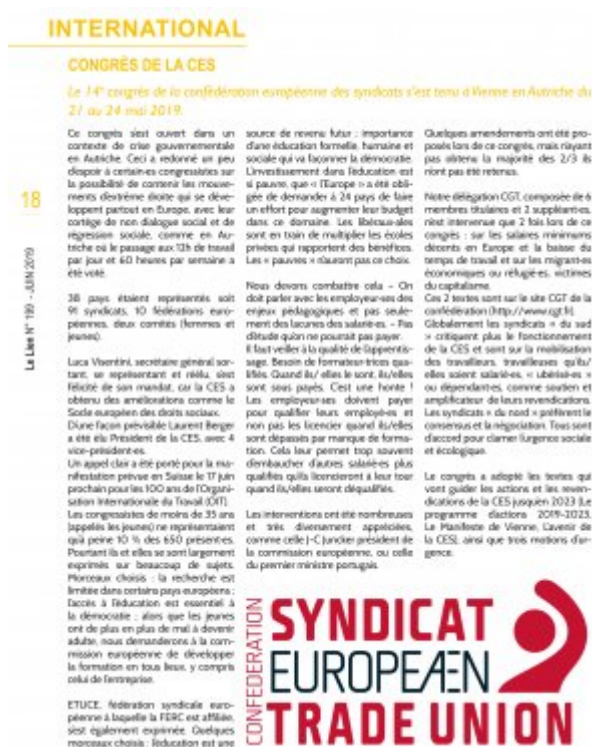 INTERNATIONAL
CONGRÈS DE LA CES
Le 14e congrès de la confédération européenne des syndicats s'est tenu à Vienne en Autriche du
21 au 24 mai 2019.
Ce congrès s'est ouvert dans un
contexte de crise gouvernementale
en Autriche. Ceci a redonné un peu
d'espoir à certain·es congressistes sur
la possibilité de contenir les mouve-
ments d'extrême droite qui se déve-
loppent partout en Europe, avec leur
cortège de non dialogue social et de
régression sociale, comme en Au-
triche où le passage aux 12h de travail
par jour et 60 heures par semaine a
été voté.
38 pays étaient représentés soit
91 syndicats, 10 fédérations euro-
péennes, deux comités (femmes et
jeunes).
Luca Visentini, secrétaire général sor-
tant, se représentant et réélu, s'est
félicité de son mandat, car la CES a
obtenu des améliorations comme le
Socle européen des droits sociaux.
D'une façon prévisible Laurent Berger
a été élu Président de la CES, avec 4
vice-président·es.
Un appel clair a été porté pour la ma-
nifestation prévue en Suisse le 17 juin
prochain pour les 100 ans de l'Organi-
sation Internationale du Travail (OIT).
Les congressistes de moins de 35 ans
(appelés les jeunes) ne représentaient
qu'à peine 10 % des 650 présent·es.
Pourtant ils et elles se sont largement
exprimés sur beaucoup de sujets.
Morceaux choisis : la recherche est
limitée dans certains pays européens ;
l'accès à l'éducation est essentiel à
la démocratie ; alors que les jeunes
ont de plus en plus de mal à devenir
adulte, nous demanderons à la com-
mission européenne de développer
la formation en tous lieux, y compris
celui de l'entreprise.
ETUCE, fédération syndicale euro-
péenne à laquelle la FERC est affiliée,
s'est également exprimée. Quelques
morceaux choisis : l'éducation est une
source de revenu futur ; importance
d'une éducation formelle, humaine et
sociale qui va façonner la démocratie.
L'investissement dans l'éducation est
si pauvre, que « l'Europe » a été obli-
gée de demander à 24 pays de faire
un effort pour augmenter leur budget
dans ce domaine. Les libéraux·ales
sont en train de multiplier les écoles
privées qui rapportent des bénéfices.
Les « pauvres » n'auront pas ce choix.
Nous devons combattre cela – On
doit parler avec les employeur·ses des
enjeux pédagogiques et pas seule-
ment des lacunes des salarié·es. – Pas
d'étude qu'on ne pourrait pas payer.
Il faut veiller à la qualité de l'apprentis-
sage. Besoin de formateur·trices qua-
lifiés. Quand ils/ elles le sont, ils/elles
sont sous payés. C'est une honte !
Les employeur·ses doivent payer
pour qualifier leurs employé·es et
non pas les licencier quand ils/elles
sont dépassés par manque de forma-
tion. Cela leur permet trop souvent
d'embaucher d'autres salarié·es plus
qualifiés qu'ils licencieront à leur tour
quand ils/elles seront déqualifiés.
Les interventions ont été nombreuses
et très diversement appréciées,
comme celle J-C Juncker président de
la commission européenne, ou celle
du premier ministre portugais.
Quelques amendements ont été pro-
posés lors de ce congrès, mais n'ayant
pas obtenu la majorité des 2/3 ils
n'ont pas été retenus.
Notre délégation CGT, composée de 6
membres titulaires et 2 suppléant·es,
n'est intervenue que 2 fois lors de ce
congrès : sur les salaires minimums
décents en Europe et la baisse du
temps de travail et sur les migrant·es
économiques ou réfugié·es, victimes
du capitalisme.
Ces 2 textes sont sur le site CGT de la
confédération (http://www.cgt.fr).
Globalement les syndicats « du sud
» critiquent plus le fonctionnement
de la CES et sont sur la mobilisation
des travailleurs, travailleuses qu'ils/
elles soient salarié·es, « ubérisé·es »
ou dépendant·es, comme soutien et
amplificateur de leurs revendications.
Les syndicats « du nord » préfèrent le
consensus et la négociation. Tous sont
d'accord pour clamer l'urgence sociale
et écologique.
Le congrès a adopté les textes qui
vont guider les actions et les reven-
dications de la CES jusqu'en 2023 (Le
programme d'actions 2019-2023,
Le Manifeste de Vienne, L'avenir de
la CES), ainsi que trois motions d'ur-
gence.
18
Le Lien N° 199 - JUIN 2019
CONFEDERATION
SYNDICAT
EUROPEÆN
TRADE UNION